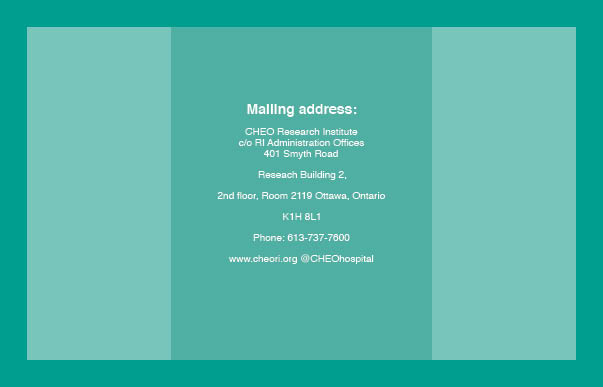 Mailing address:
CHEO Research Institute
c/o RI Administration Offices
401 Smyth Road
Reseach Building 2,
2nd floor, Room 2119 Ottawa, Ontario
K1H 8L1
Phone: 613-737-7600
www.cheori.org @CHEOhospital